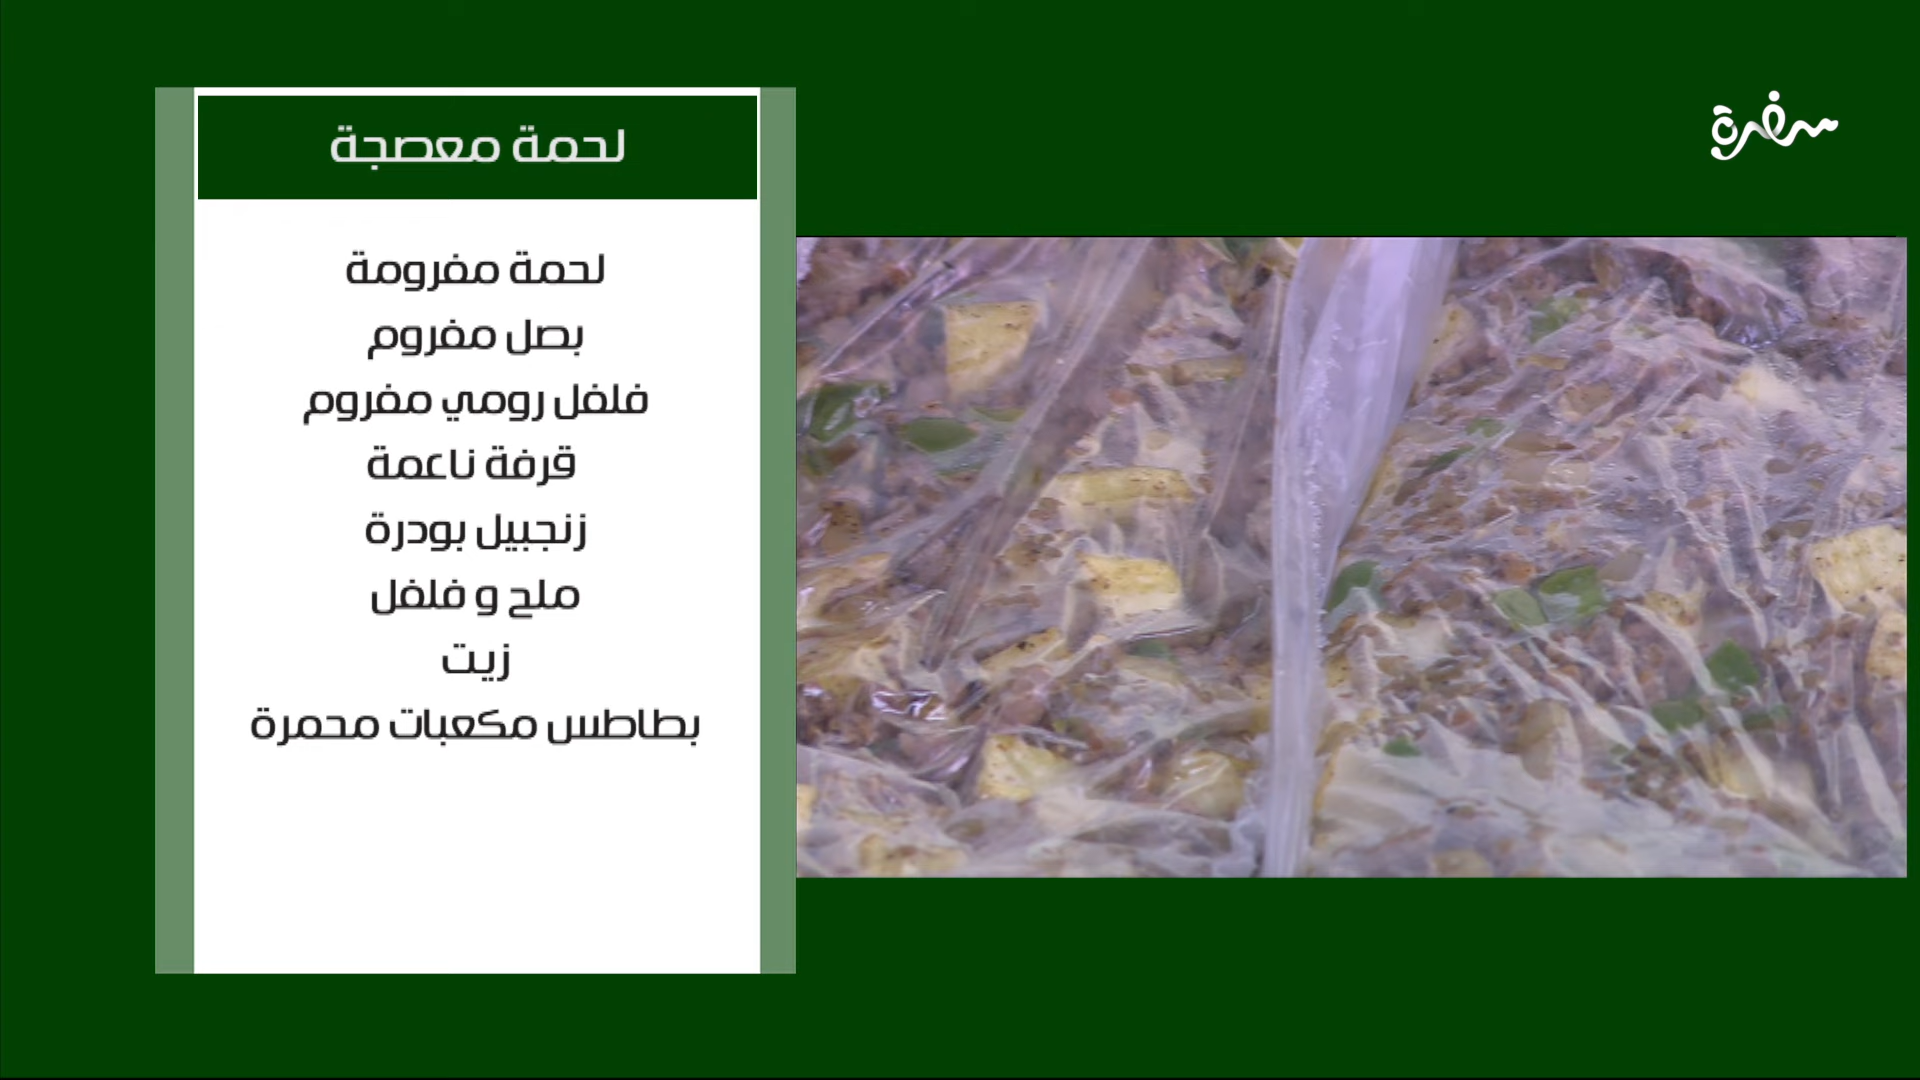 لحمة معصجة
لحمة مفرومة
بصل مفروم
فلفل رومي مفروم
قرفة ناعمة
زنجبيل بودرة
ملح و فلفل
زيت
بطاطس مكعبات محمرة
سفرة